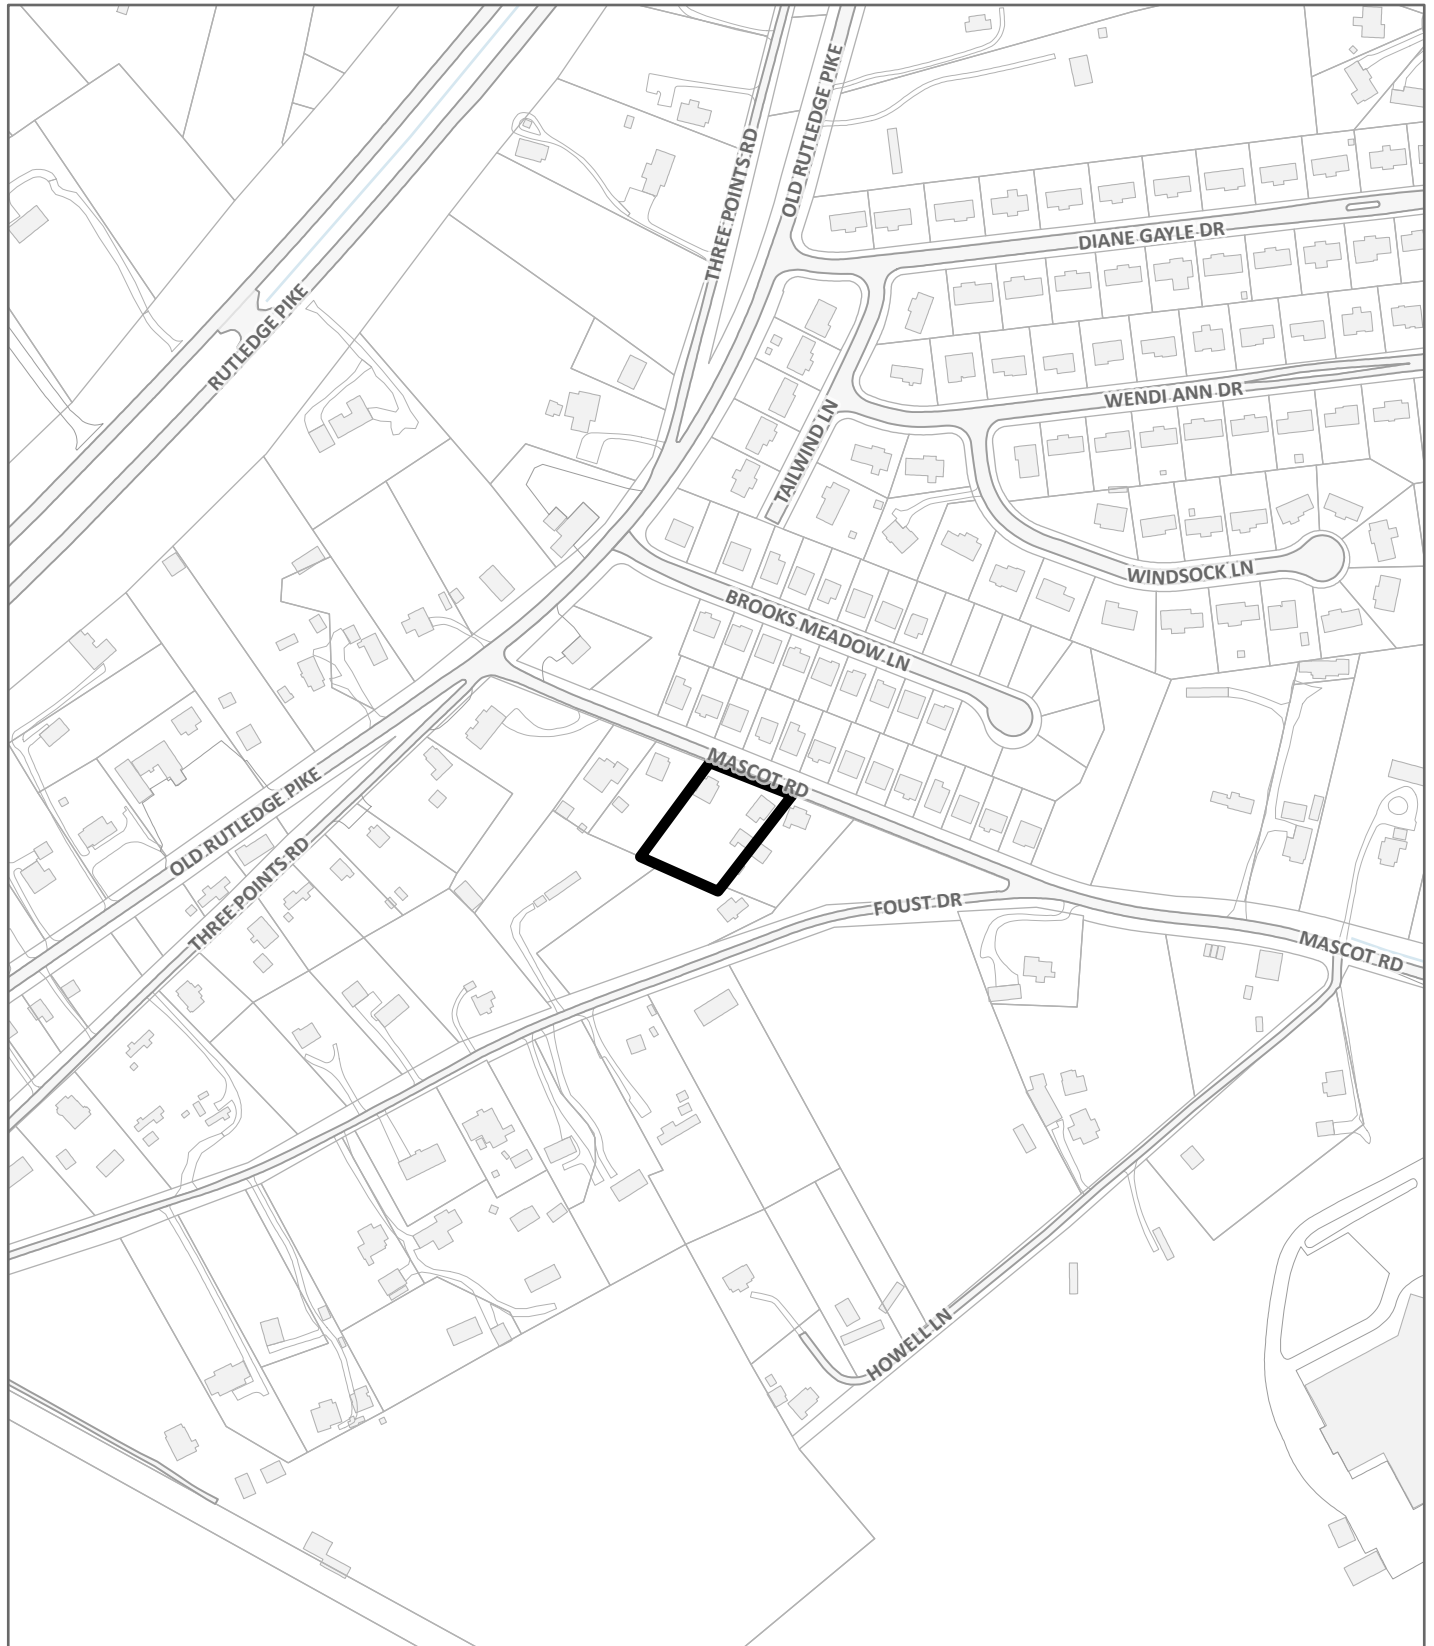 THREE POINTS RD
OLD RUTLEDGE PIKE
DIANE GAYLE DR
RUTLEDGE PIKE
WENDI ANN DR
TAILWIND LN
WINDSOCK LN
BROOKS MEADOW LN
MASCOT RD
OLD RUTLEDGE PIKE
THREE POINTS RD
FOUST DR
MASCOT RD
HOWELL LN